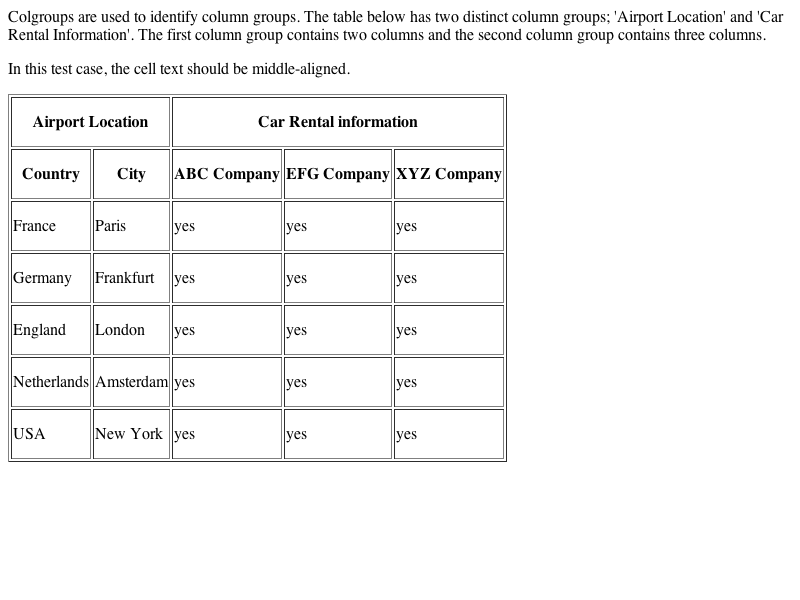 Colgroups are used to identify column groups. The table below has two distinct column groups; 'Airport Location' and 'Car
Rental Information'. The first column group contains two columns and the second column group contains three columns.
In this test case, the cell text should be middle-aligned.
Airport Location Car Rental information
Country City ABC Company EFG Company XYZ Company
France Paris yes yes yes
Germany Frankfurt yes yes yes
England London yes yes yes
Netherlands Amsterdam yes yes yes
USA New York yes yes yes